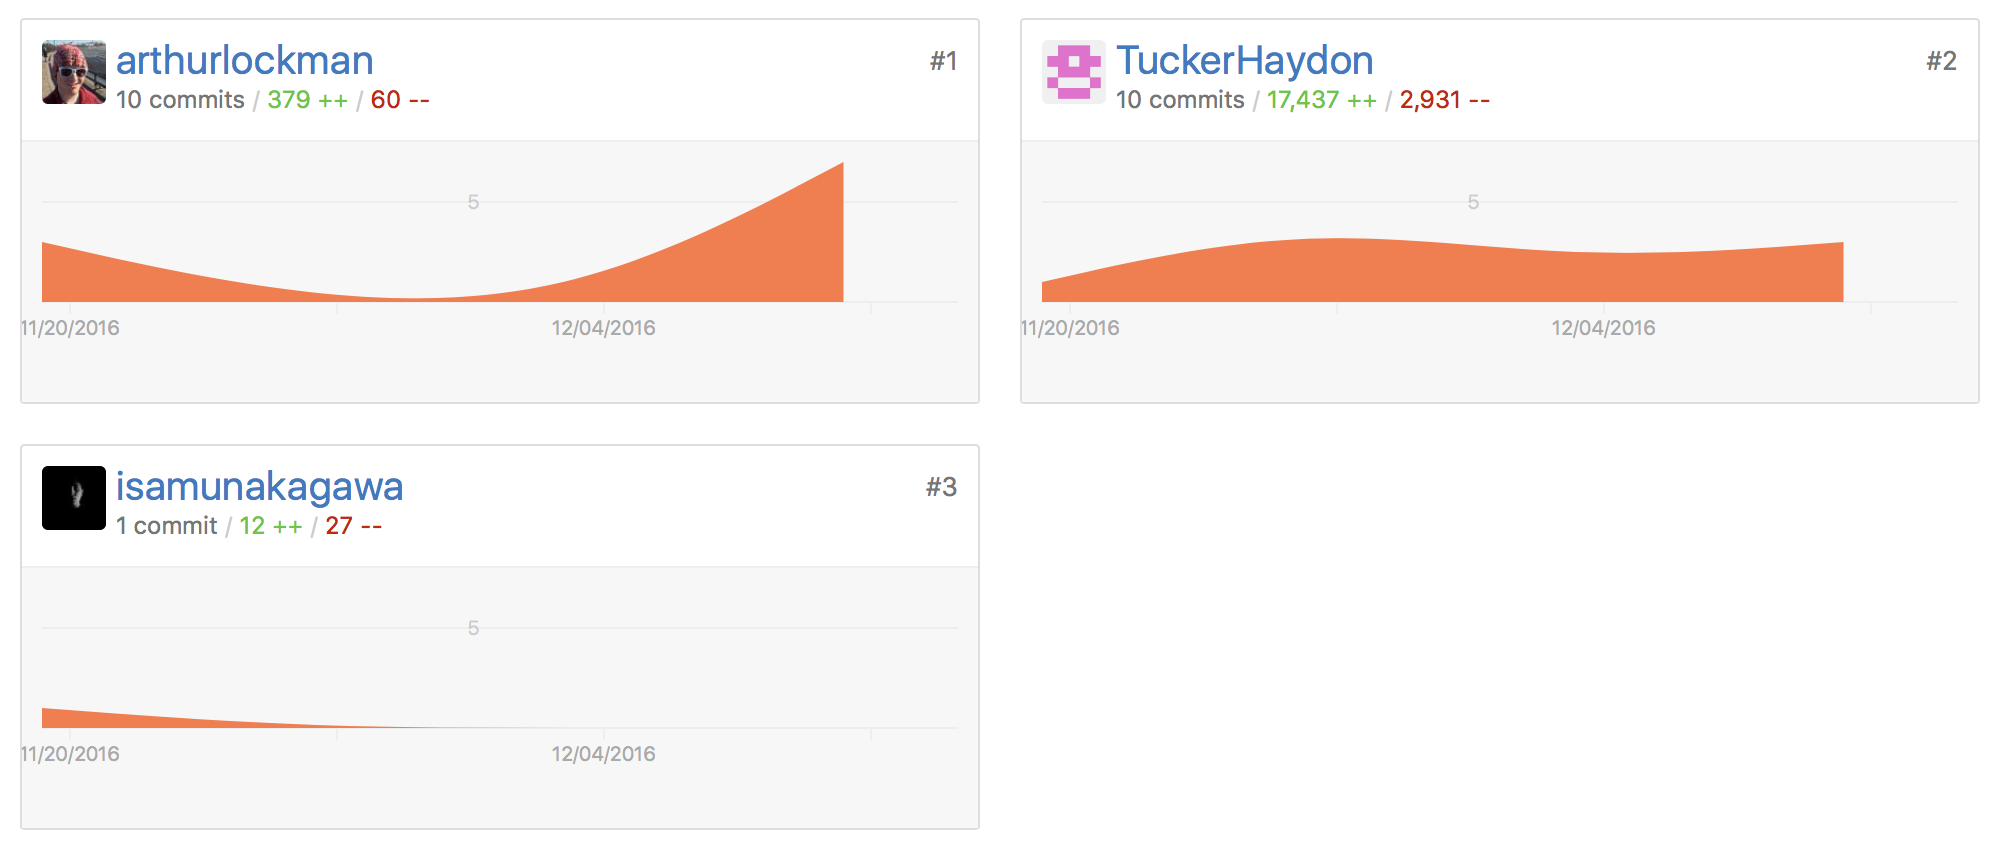 arthurlockman
#1
10 commits / 379 ++ / 60 --
5
11/20/2016
12/04/2016
TuckerHaydon
#2
10 commits / 17,437 ++ / 2,931 --
5
11/20/2016
12/04/2016
isamunakagawa
#3
1 commit / 12 ++ / 27 --
5
11/20/2016
12/04/2016